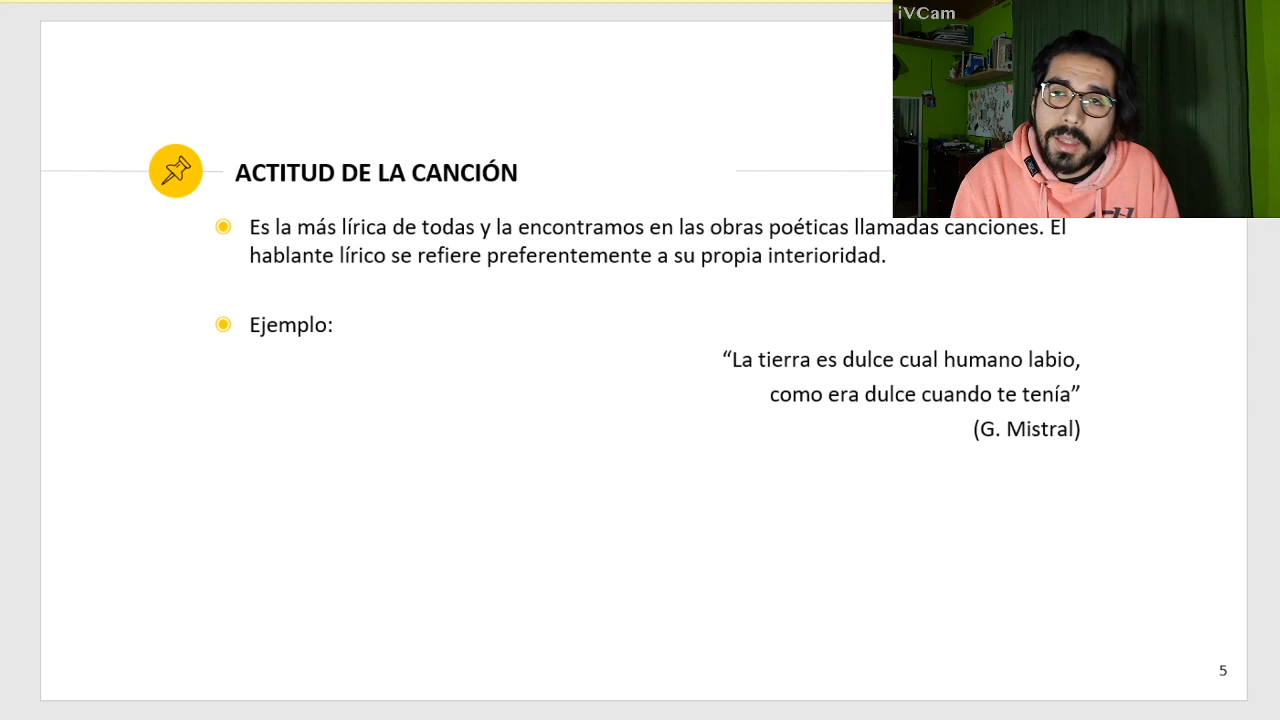 iVCam
ACTITUD DE LA CANCIÓN
Es la más lírica de todas y la encontramos en las obras poéticas llamadas canciones. El
hablante lírico se refiere preferentemente a su propia interioridad.
Ejemplo:
“La tierra es dulce cual humano labio,
como era dulce cuando te tenía”
(G. Mistral)
5